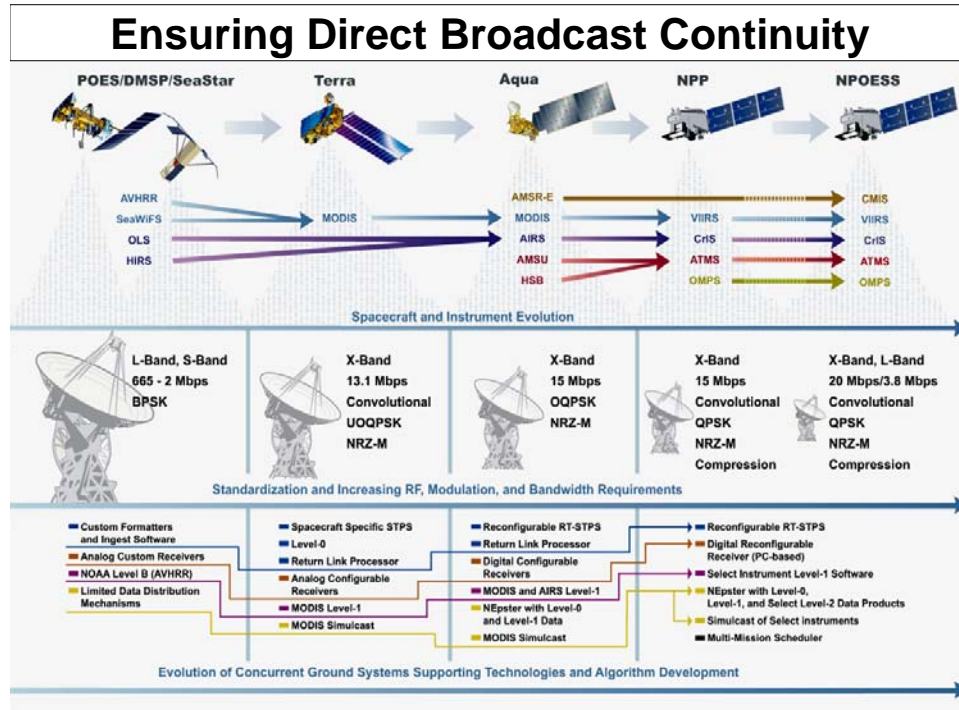 Ensuring Direct Broadcast Continuity
POES/DMSP/SeaStar
Terra
Aqua
NPP
NPOESS
AVHRR
SeaWiFS
OLS
HIRS
MODIS
AMSR-E
MODIS
AIRS
AMSU
HSB
VIIRS
CrIS
ATMS
OMPS
CMIS
VIIRS
CrIS
ATMS
OMPS
Spacecraft and Instrument Evolution
L-Band, S-Band
665 - 2 Mbps
BPSK
X-Band
13.1 Mbps
Convolutional
UOQPSK
NRZ-M
X-Band
15 Mbps
OQPSK
NRZ-M
X-Band
15 Mbps
Convolutional
QPSK
NRZ-M
Compression
X-Band, L-Band
20 Mbps/3.8 Mbps
Convolutional
QPSK
NRZ-M
Compression
Standardization and Increasing RF, Modulation, and Bandwidth Requirements
Custom Formatters
and Ingest Software
Analog Custom Receivers
NOAA Level B (AVHRR)
Limited Data Distribution
Mechanisms
Spacecraft Specific STPS
Level-0
Return Link Processor
Analog Configurable
Receivers
MODIS Level-1
MODIS Simulcast
Reconfigurable RT-STPS
Return Link Processor
Digital Configurable
Receivers
MODIS and AIRS Level-1
NEpster with Level-0
and Level-1 Data
MODIS Simulcast
Reconfigurable RT-STPS
Digital Reconfigurable
Receiver (PC-based)
Select Instrument Level-1 Software
NEpster with Level-0,
Level-1, and Select Level-2 Data Products
Simulcast of Select instruments
Multi-Mission Scheduler
Evolution of Concurrent Ground Systems Supporting Technologies and Algorithm Development